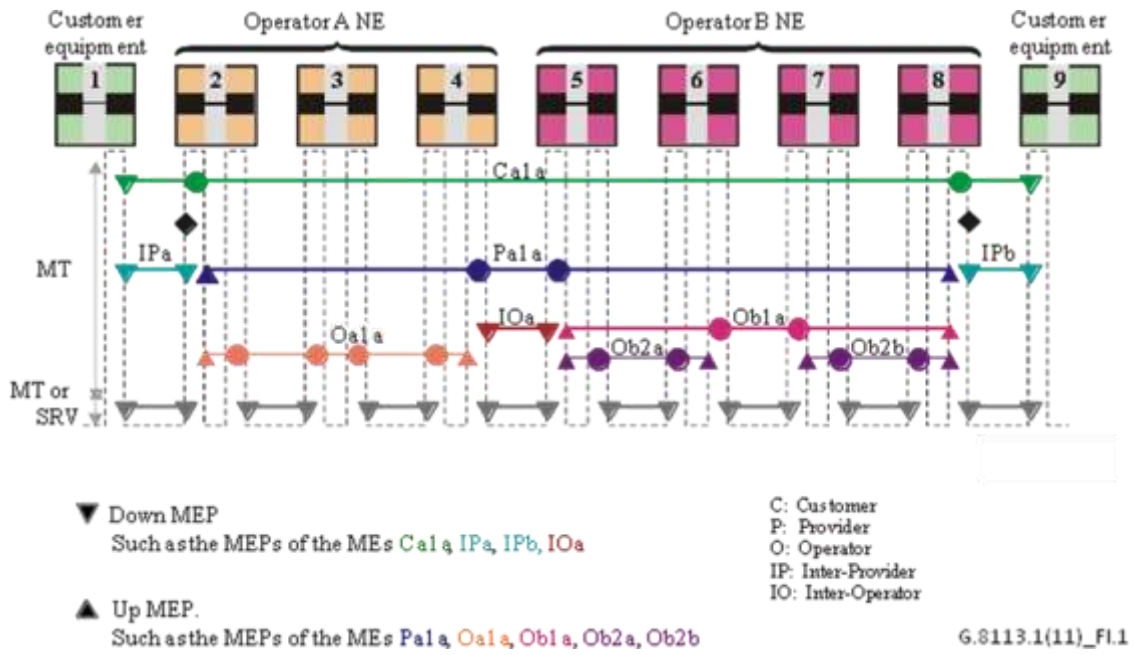 Customer equipment
Operator A NE
Operator B NE
Customer equipment
1
2
3
4
5
6
7
8
9
Ca1a
IPa
Pa1a
IPb
MT
IOa
Ob1a
Oa1a
Ob2a
Ob2b
MT or
SRV
Down MEP
Such as the MEPs of the MEs Ca1a, IPa, IPb, IOa
Up MEP.
Such as the MEPs of the MEs Pa1a, Oa1a, Ob1a, Ob2a, Ob2b
C: Customer
P: Provider
O: Operator
IP: Inter-Provider
IO: Inter-Operator
G.8113.1(11)_FI.1